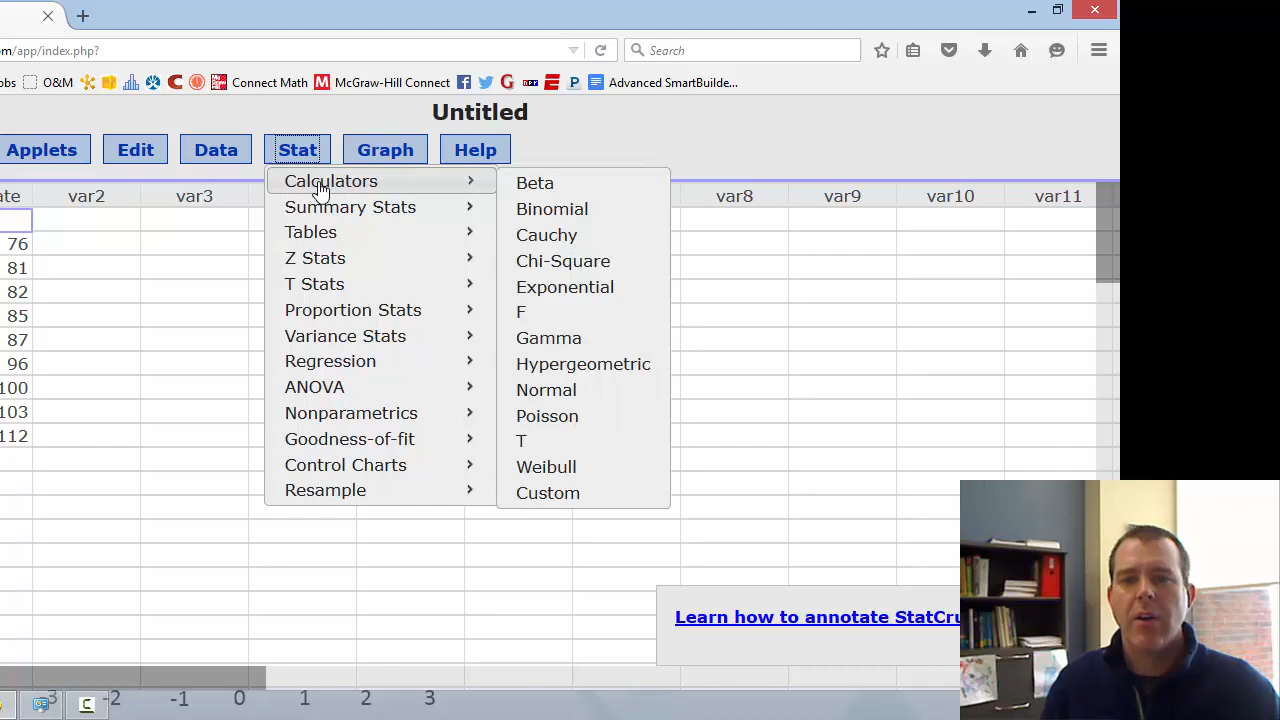 m/app/index.php?
Search
obs O&M Connect Math McGraw-Hill Connect Advanced SmartBuilde...
Untitled
Applets Edit Data Stat Graph Help
ate var2 var3 var8 var9 var10 var11
76
81
82
85
87
96
100
103
112
Calculators
Summary Stats
Tables
Z Stats
T Stats
Proportion Stats
Variance Stats
Regression
ANOVA
Nonparametrics
Goodness-of-fit
Control Charts
Resample
Beta
Binomial
Cauchy
Chi-Square
Exponential
F
Gamma
Hypergeometric
Normal
Poisson
T
Weibull
Custom
Learn how to annotate StatCru
-2 -1 0 1 2 3